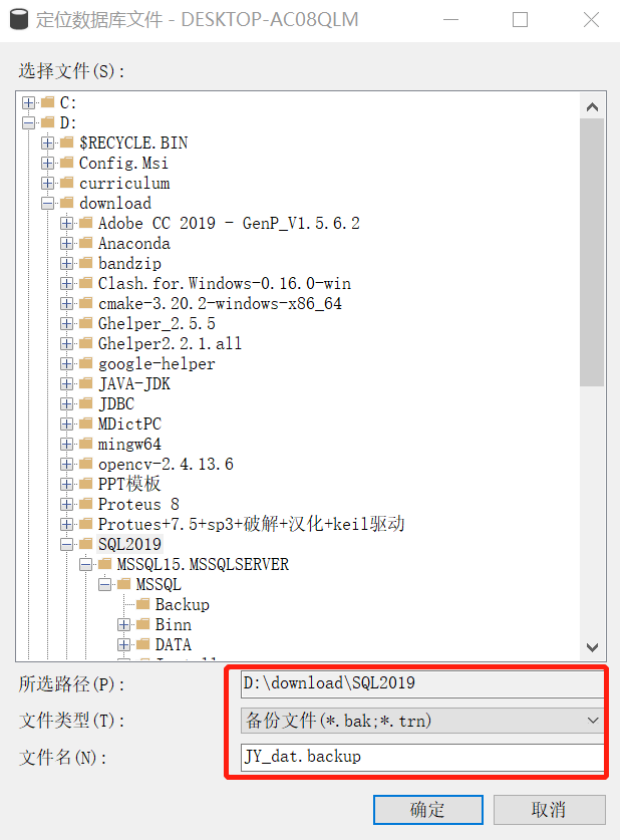 定位数据库文件 - DESKTOP-AC08QLM
选择文件(S):
C:
D:
$RECYCLE.BIN
Config.Msi
curriculum
download
Adobe CC 2019 - GenP_V1.5.6.2
Anaconda
bandzip
Clash.for.Windows-0.16.0-win
cmake-3.20.2-windows-x86_64
Ghelper_2.5.5
Ghelper2.2.1.all
google-helper
JAVA-JDK
JDBC
MDictPC
mingw64
opencv-2.4.13.6
PPT模板
Proteus 8
Protues+7.5+sp3+破解+汉化+keil驱动
SQL2019
MSSQL15.MSSQLSERVER
MSSQL
Backup
Binn
DATA
所选路径(P): D:\download\SQL2019
文件类型(T): 备份文件(*.bak;*.trn)
文件名(N): JY_dat.backup
确定 取消